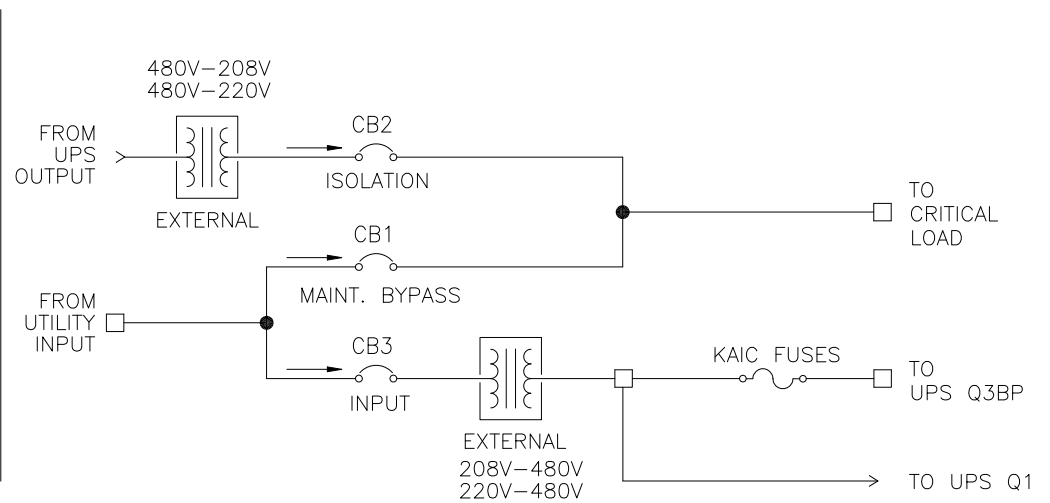 480V-208V
480V-220V
FROM
UPS
OUTPUT
EXTERNAL
CB2
ISOLATION
TO
CRITICAL
LOAD
CB1
MAINT. BYPASS
FROM
UTILITY
INPUT
CB3
INPUT
EXTERNAL
208V-480V
220V-480V
KAIC FUSES
TO
UPS Q3BP
TO UPS Q1